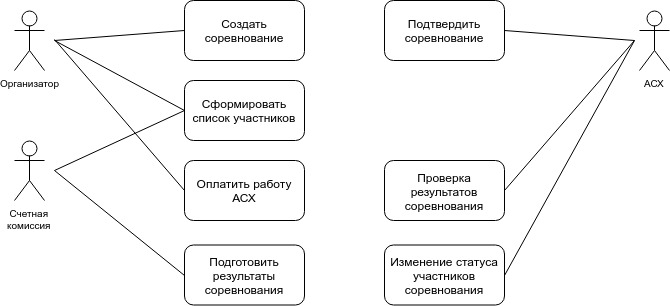 Создать
соревнование
Подтвердить
соревнование
Организатор
АСХ
Сформировать
список участников
Оплатить работу
АСХ
Проверка
результатов
соревнования
Счетная
комиссия
Подготовить
результаты
соревнования
Изменение статуса
участников
соревнования